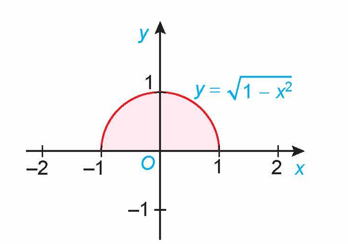 y
1
y = √(1 − x²)
−2 −1 O 1 2 x
−1